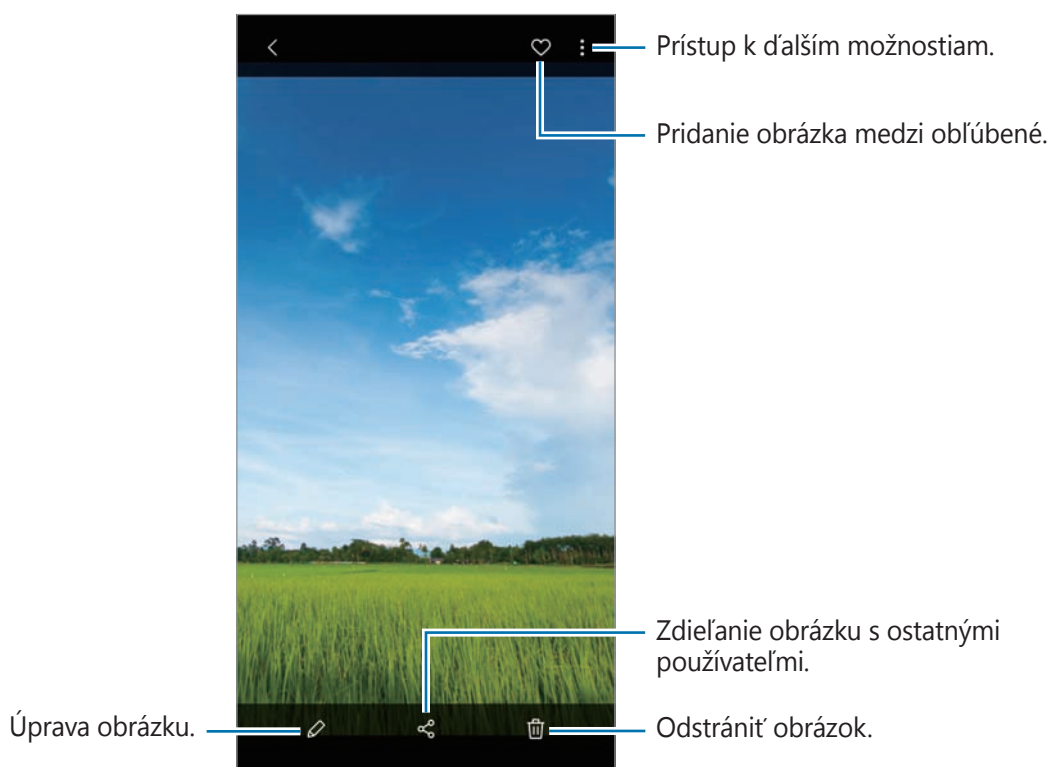 Prístup k ďalším možnostiam.
Pridanie obrázka medzi obľúbené.
Zdieľanie obrázku s ostatnými
používateľmi.
Úprava obrázku.
Odstrániť obrázok.